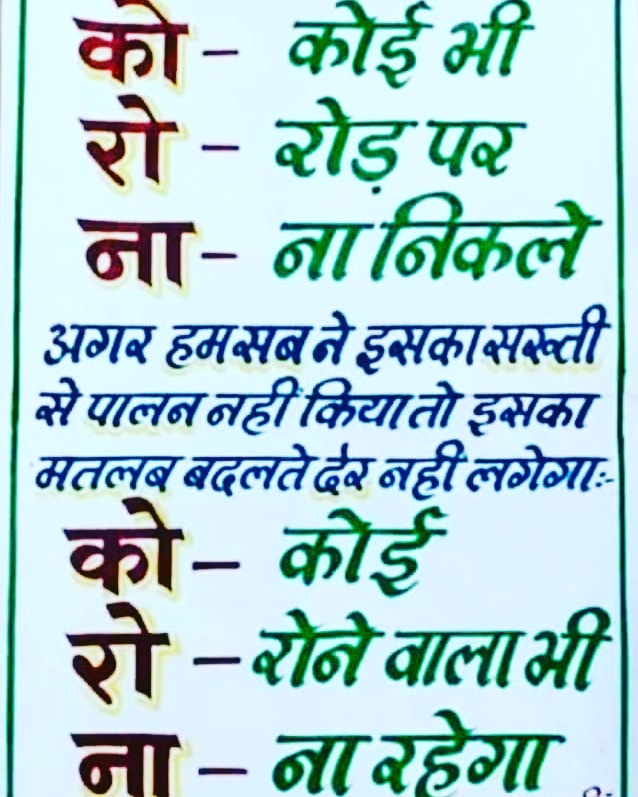 को - कोई भी
रो - रोड़ पर
ना - ना निकले
अगर हम सब ने इसका सख्ती
से पालन नहीं किया तो इसका
मतलब बदलते देर नहीं लगेगा:-
को - कोई
रो - रोने वाला भी
ना - ना रहेगा